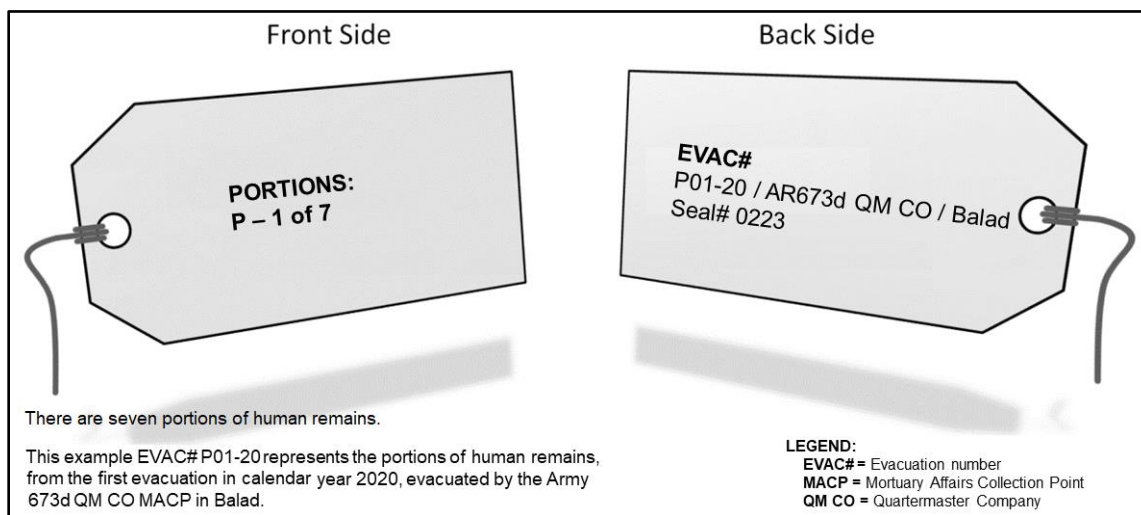 Front Side
Back Side
PORTIONS:
P – 1 of 7
EVAC#
P01-20 / AR673d QM CO / Balad
Seal# 0223
There are seven portions of human remains.
This example EVAC# P01-20 represents the portions of human remains,
from the first evacuation in calendar year 2020, evacuated by the Army
673d QM CO MACP in Balad.
LEGEND:
EVAC# = Evacuation number
MACP = Mortuary Affairs Collection Point
QM CO = Quartermaster Company